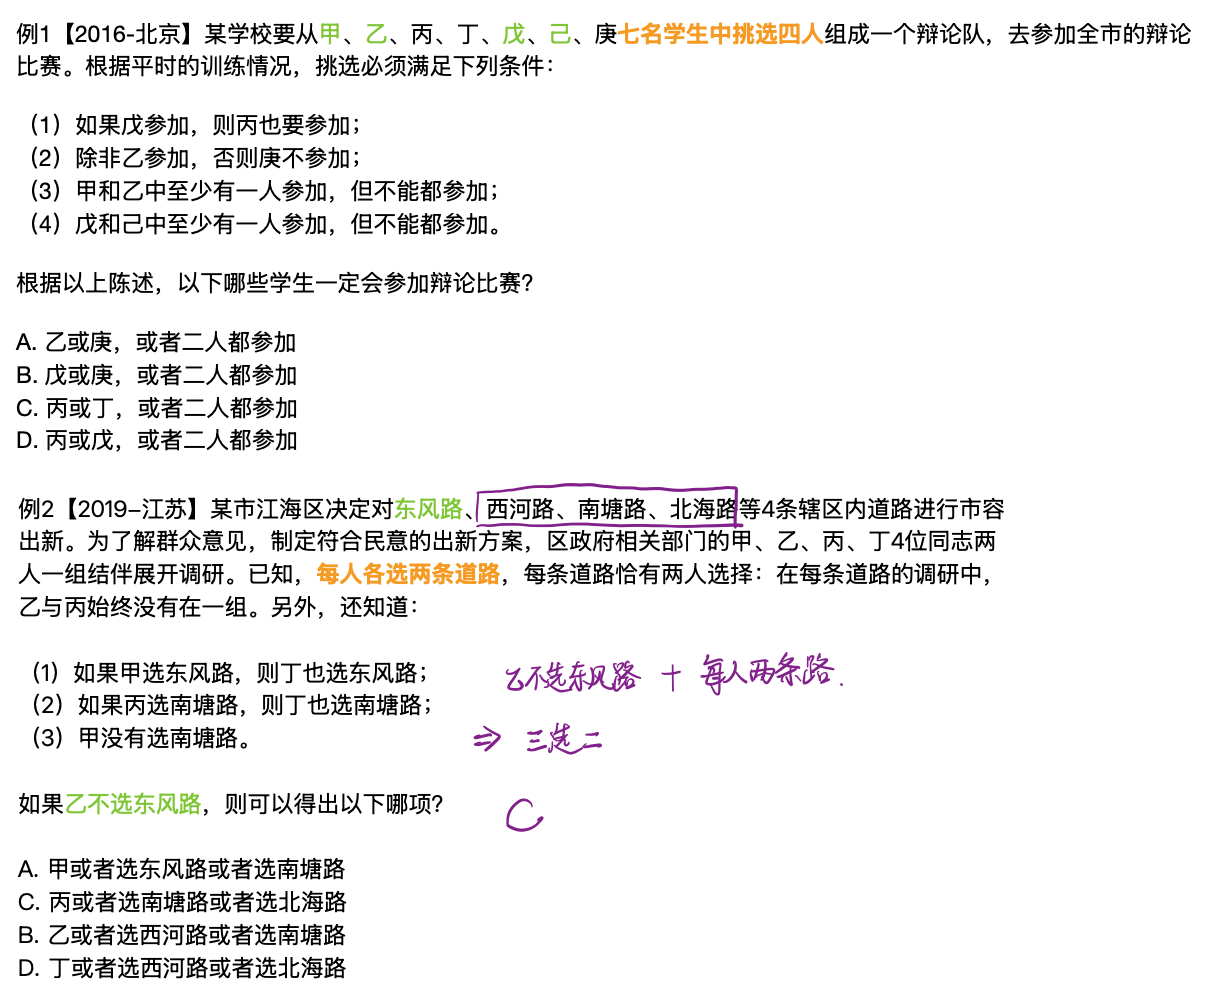 例1【2016-北京】某学校要从甲、乙、丙、丁、戊、己、庚七名学生中挑选四人组成一个辩论队，去参加全市的辩论
比赛。根据平时的训练情况，挑选必须满足下列条件：
（1）如果戊参加，则丙也要参加；
（2）除非乙参加，否则庚不参加；
（3）甲和乙中至少有一人参加，但不能都参加；
（4）戊和己中至少有一人参加，但不能都参加。
根据以上陈述，以下哪些学生一定会参加辩论比赛？
A. 乙或庚，或者二人都参加
B. 戊或庚，或者二人都参加
C. 丙或丁，或者二人都参加
D. 丙或戊，或者二人都参加
例2【2019–江苏】某市江海区决定对东风路、西河路、南塘路、北海路等4条辖区内道路进行市容
出新。为了解群众意见，制定符合民意的出新方案，区政府相关部门的甲、乙、丙、丁4位同志两
人一组结伴展开调研。已知，每人各选两条道路，每条道路恰有两人选择：在每条道路的调研中，
乙与丙始终没有在一组。另外，还知道：
（1）如果甲选东风路，则丁也选东风路；
（2）如果丙选南塘路，则丁也选南塘路；
（3）甲没有选南塘路。
乙不选东风路 + 每人两条路.
⇒ 三选二
如果乙不选东风路，则可以得出以下哪项？
C
A. 甲或者选东风路或者选南塘路
C. 丙或者选南塘路或者选北海路
B. 乙或者选西河路或者选南塘路
D. 丁或者选西河路或者选北海路